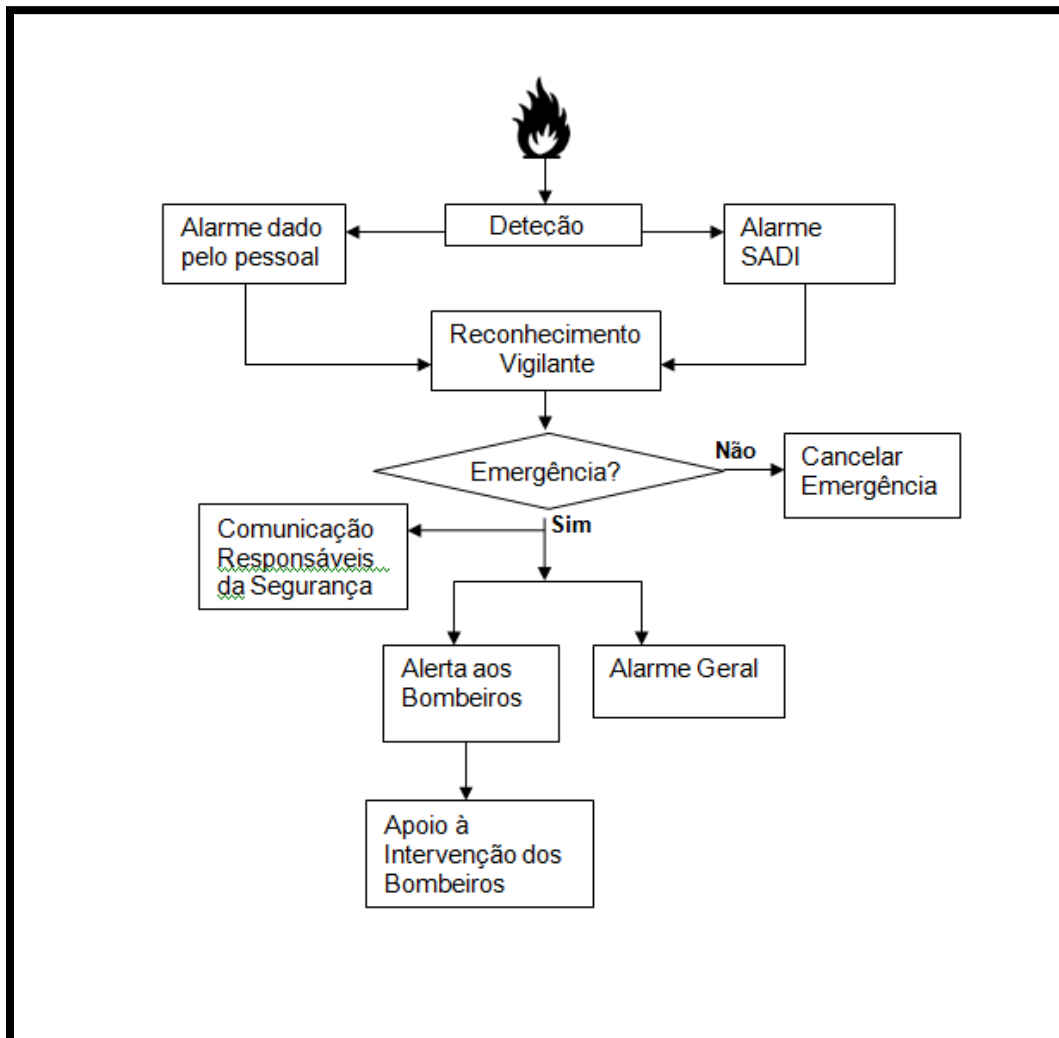 Deteção
Alarme dado
pelo pessoal
Alarme
SADI
Reconhecimento
Vigilante
Emergência?
Não
Cancelar
Emergência
Sim
Comunicação
Responsáveis
da Segurança
Alerta aos
Bombeiros
Alarme Geral
Apoio à
Intervenção dos
Bombeiros